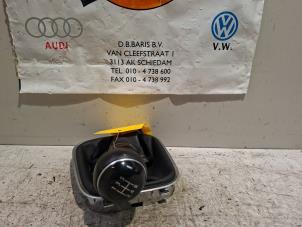 D.B.BARIS B.V.
VAN CLEEFSTRAAT 1
3113 AK SCHIEDAM
TEL. 010-4 738 600
FAX 010-4 738 992
AUDI
V.W.